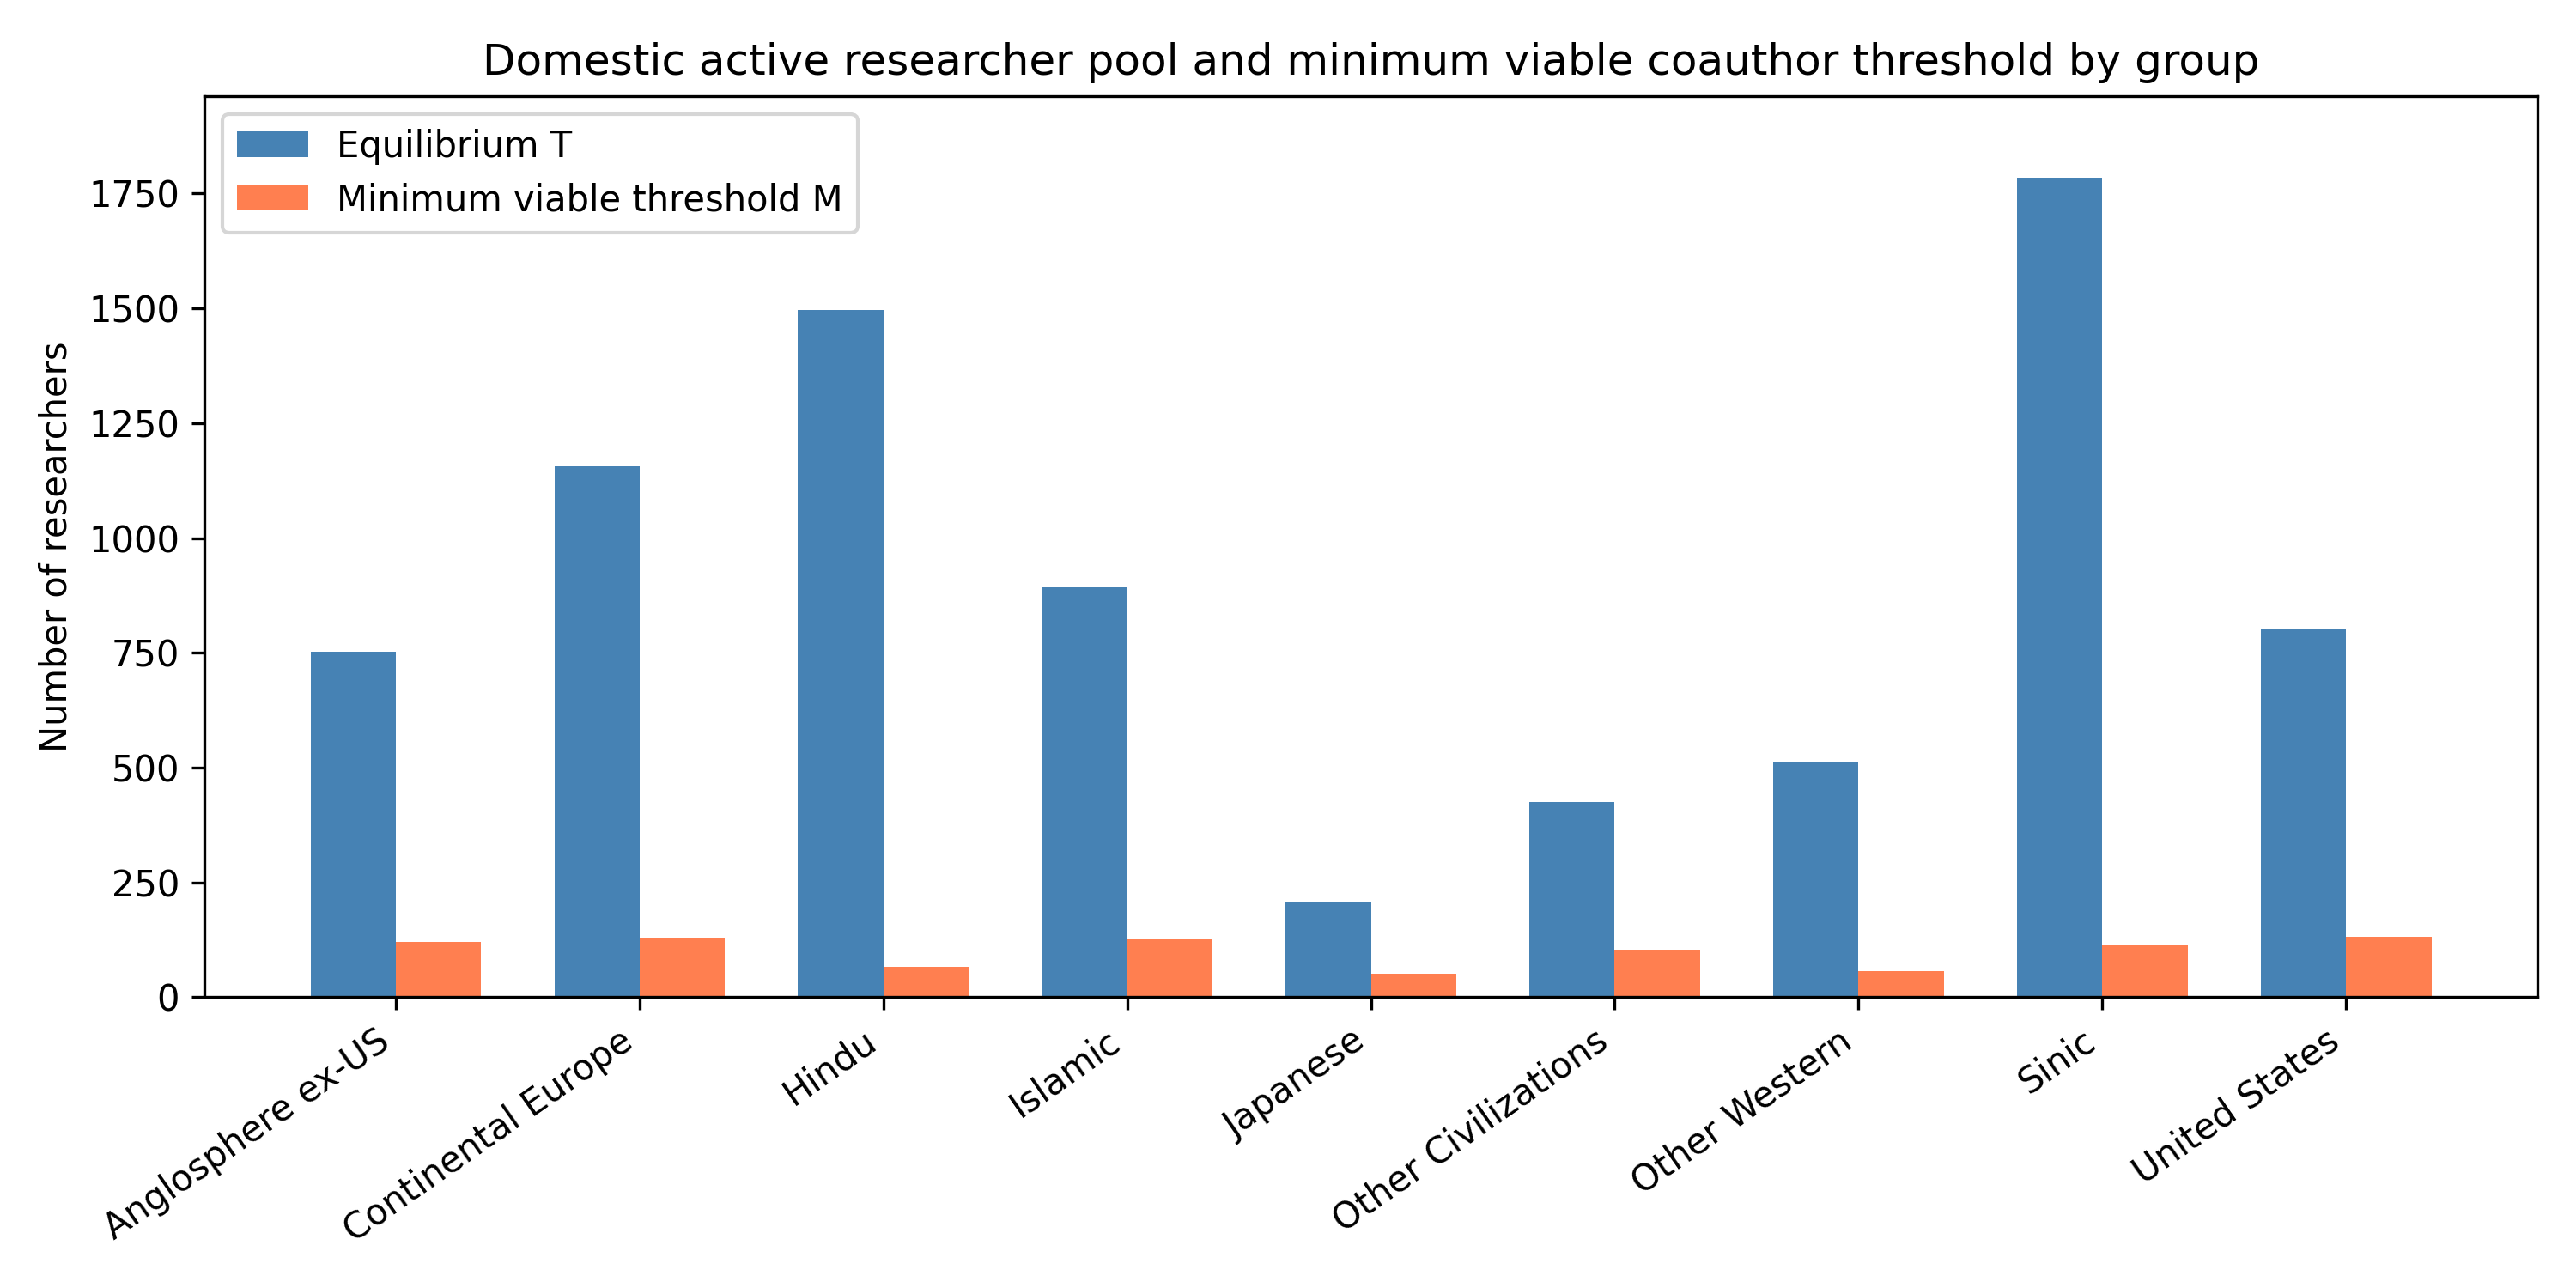 Domestic active researcher pool and minimum viable coauthor threshold by group
Equilibrium T
Minimum viable threshold M
Number of researchers
1750
1500
1250
1000
750
500
250
0
Anglosphere ex-US
Continental Europe
Hindu
Islamic
Japanese
Other Civilizations
Other Western
Sinic
United States